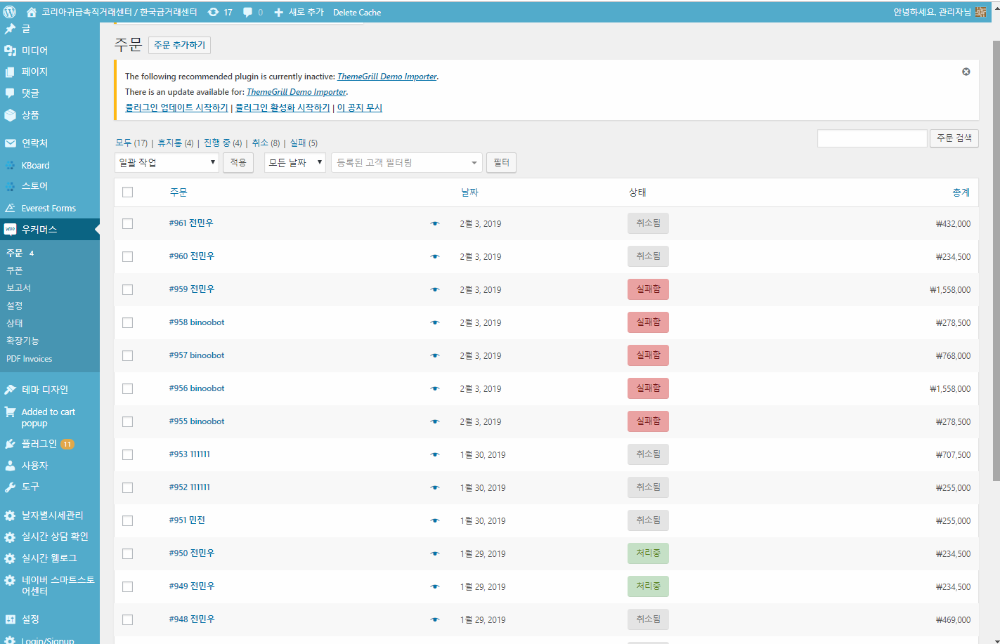 코리아귀금속직거래센터 / 한국금거래센터 17 0 새로 추가 Delete Cache 안녕하세요. 관리자님
글
미디어
페이지
댓글
상품
연락처
KBoard
스토어
Everest Forms
Woo 우커머스
주문 4
쿠폰
보고서
설정
상태
확장기능
PDF Invoices
테마 디자인
Added to cart
popup
플러그인 11
사용자
도구
날자별시세관리
실시간 상담 확인
실시간 웹로그
네이버 스마트스토
어센터
설정
Login/Signup
주문 주문 추가하기
The following recommended plugin is currently inactive: ThemeGrill Demo Importer.
There is an update available for: ThemeGrill Demo Importer.
플러그인 업데이트 시작하기 | 플러그인 활성화 시작하기 | 이 공지 무시
모두 (17) | 휴지통 (4) | 진행 중 (4) | 취소 (8) | 실패 (5) 주문 검색
일괄 작업 적용 모든 날짜 등록된 고객 필터링 필터
주문 날짜 상태 총계
#961 전민우 2월 3, 2019 취소됨 ₩432,000
#960 전민우 2월 3, 2019 취소됨 ₩234,500
#959 전민우 2월 3, 2019 실패함 ₩1,558,000
#958 binoobot 2월 3, 2019 실패함 ₩278,500
#957 binoobot 2월 3, 2019 실패함 ₩768,000
#956 binoobot 2월 3, 2019 실패함 ₩1,558,000
#955 binoobot 2월 3, 2019 실패함 ₩278,500
#953 111111 1월 30, 2019 취소됨 ₩707,500
#952 111111 1월 30, 2019 취소됨 ₩255,000
#951 민전 1월 30, 2019 취소됨 ₩255,000
#950 전민우 1월 29, 2019 처리중 ₩234,500
#949 전민우 1월 29, 2019 처리중 ₩234,500
#948 전민우 1월 29, 2019 취소됨 ₩469,000